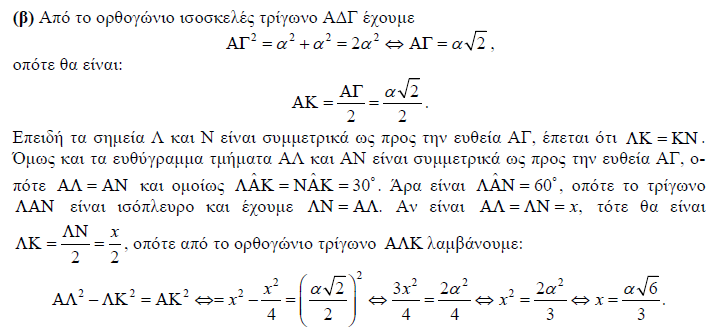 (β) Από το ορθογώνιο ισοσκελές τρίγωνο ΑΔΓ έχουμε
ΑΓ² = α² + α² = 2α² ⇔ ΑΓ = α√2 ,
οπότε θα είναι:
ΑΚ = ΑΓ/2 = α√2/2 .
Επειδή τα σημεία Λ και Ν είναι συμμετρικά ως προς την ευθεία ΑΓ, έπεται ότι ΛΚ = ΚΝ .
Όμως και τα ευθύγραμμα τμήματα ΑΛ και ΑΝ είναι συμμετρικά ως προς την ευθεία ΑΓ, ο-
πότε ΑΛ = ΑΝ και ομοίως ΛÂΚ = ΝÂΚ = 30°. Άρα είναι ΛÂΝ = 60°, οπότε το τρίγωνο
ΛΑΝ είναι ισόπλευρο και έχουμε ΛΝ = ΑΛ. Αν είναι ΑΛ = ΛΝ = x, τότε θα είναι
ΛΚ = ΛΝ/2 = x/2 , οπότε από το ορθογώνιο τρίγωνο ΑΛΚ λαμβάνουμε:
ΑΛ² − ΛΚ² = ΑΚ² ⇔= x² − x²/4 = (α√2/2)² ⇔ 3x²/4 = 2α²/4 ⇔ x² = 2α²/3 ⇔ x = α√6/3 .